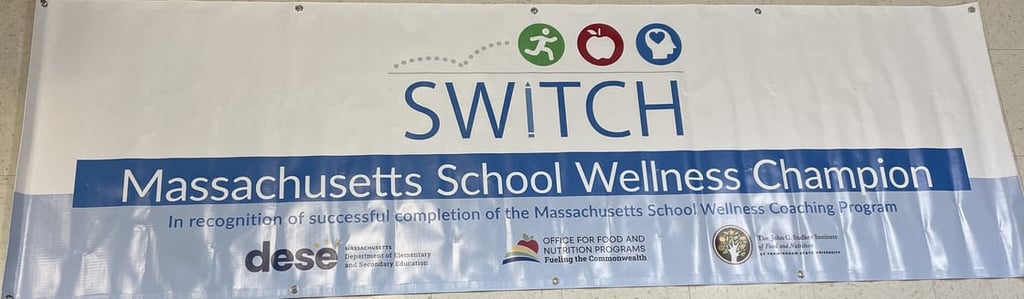 SWITCH
Massachusetts School Wellness Champion
In recognition of successful completion of the Massachusetts School Wellness Coaching Program
dese
MASSACHUSETTS
Department of Elementary
and Secondary Education
OFFICE FOR FOOD AND
NUTRITION PROGRAMS
Fueling the Commonwealth
The John C. Stalker Institute
of Food and Nutrition
AT FRAMINGHAM STATE UNIVERSITY